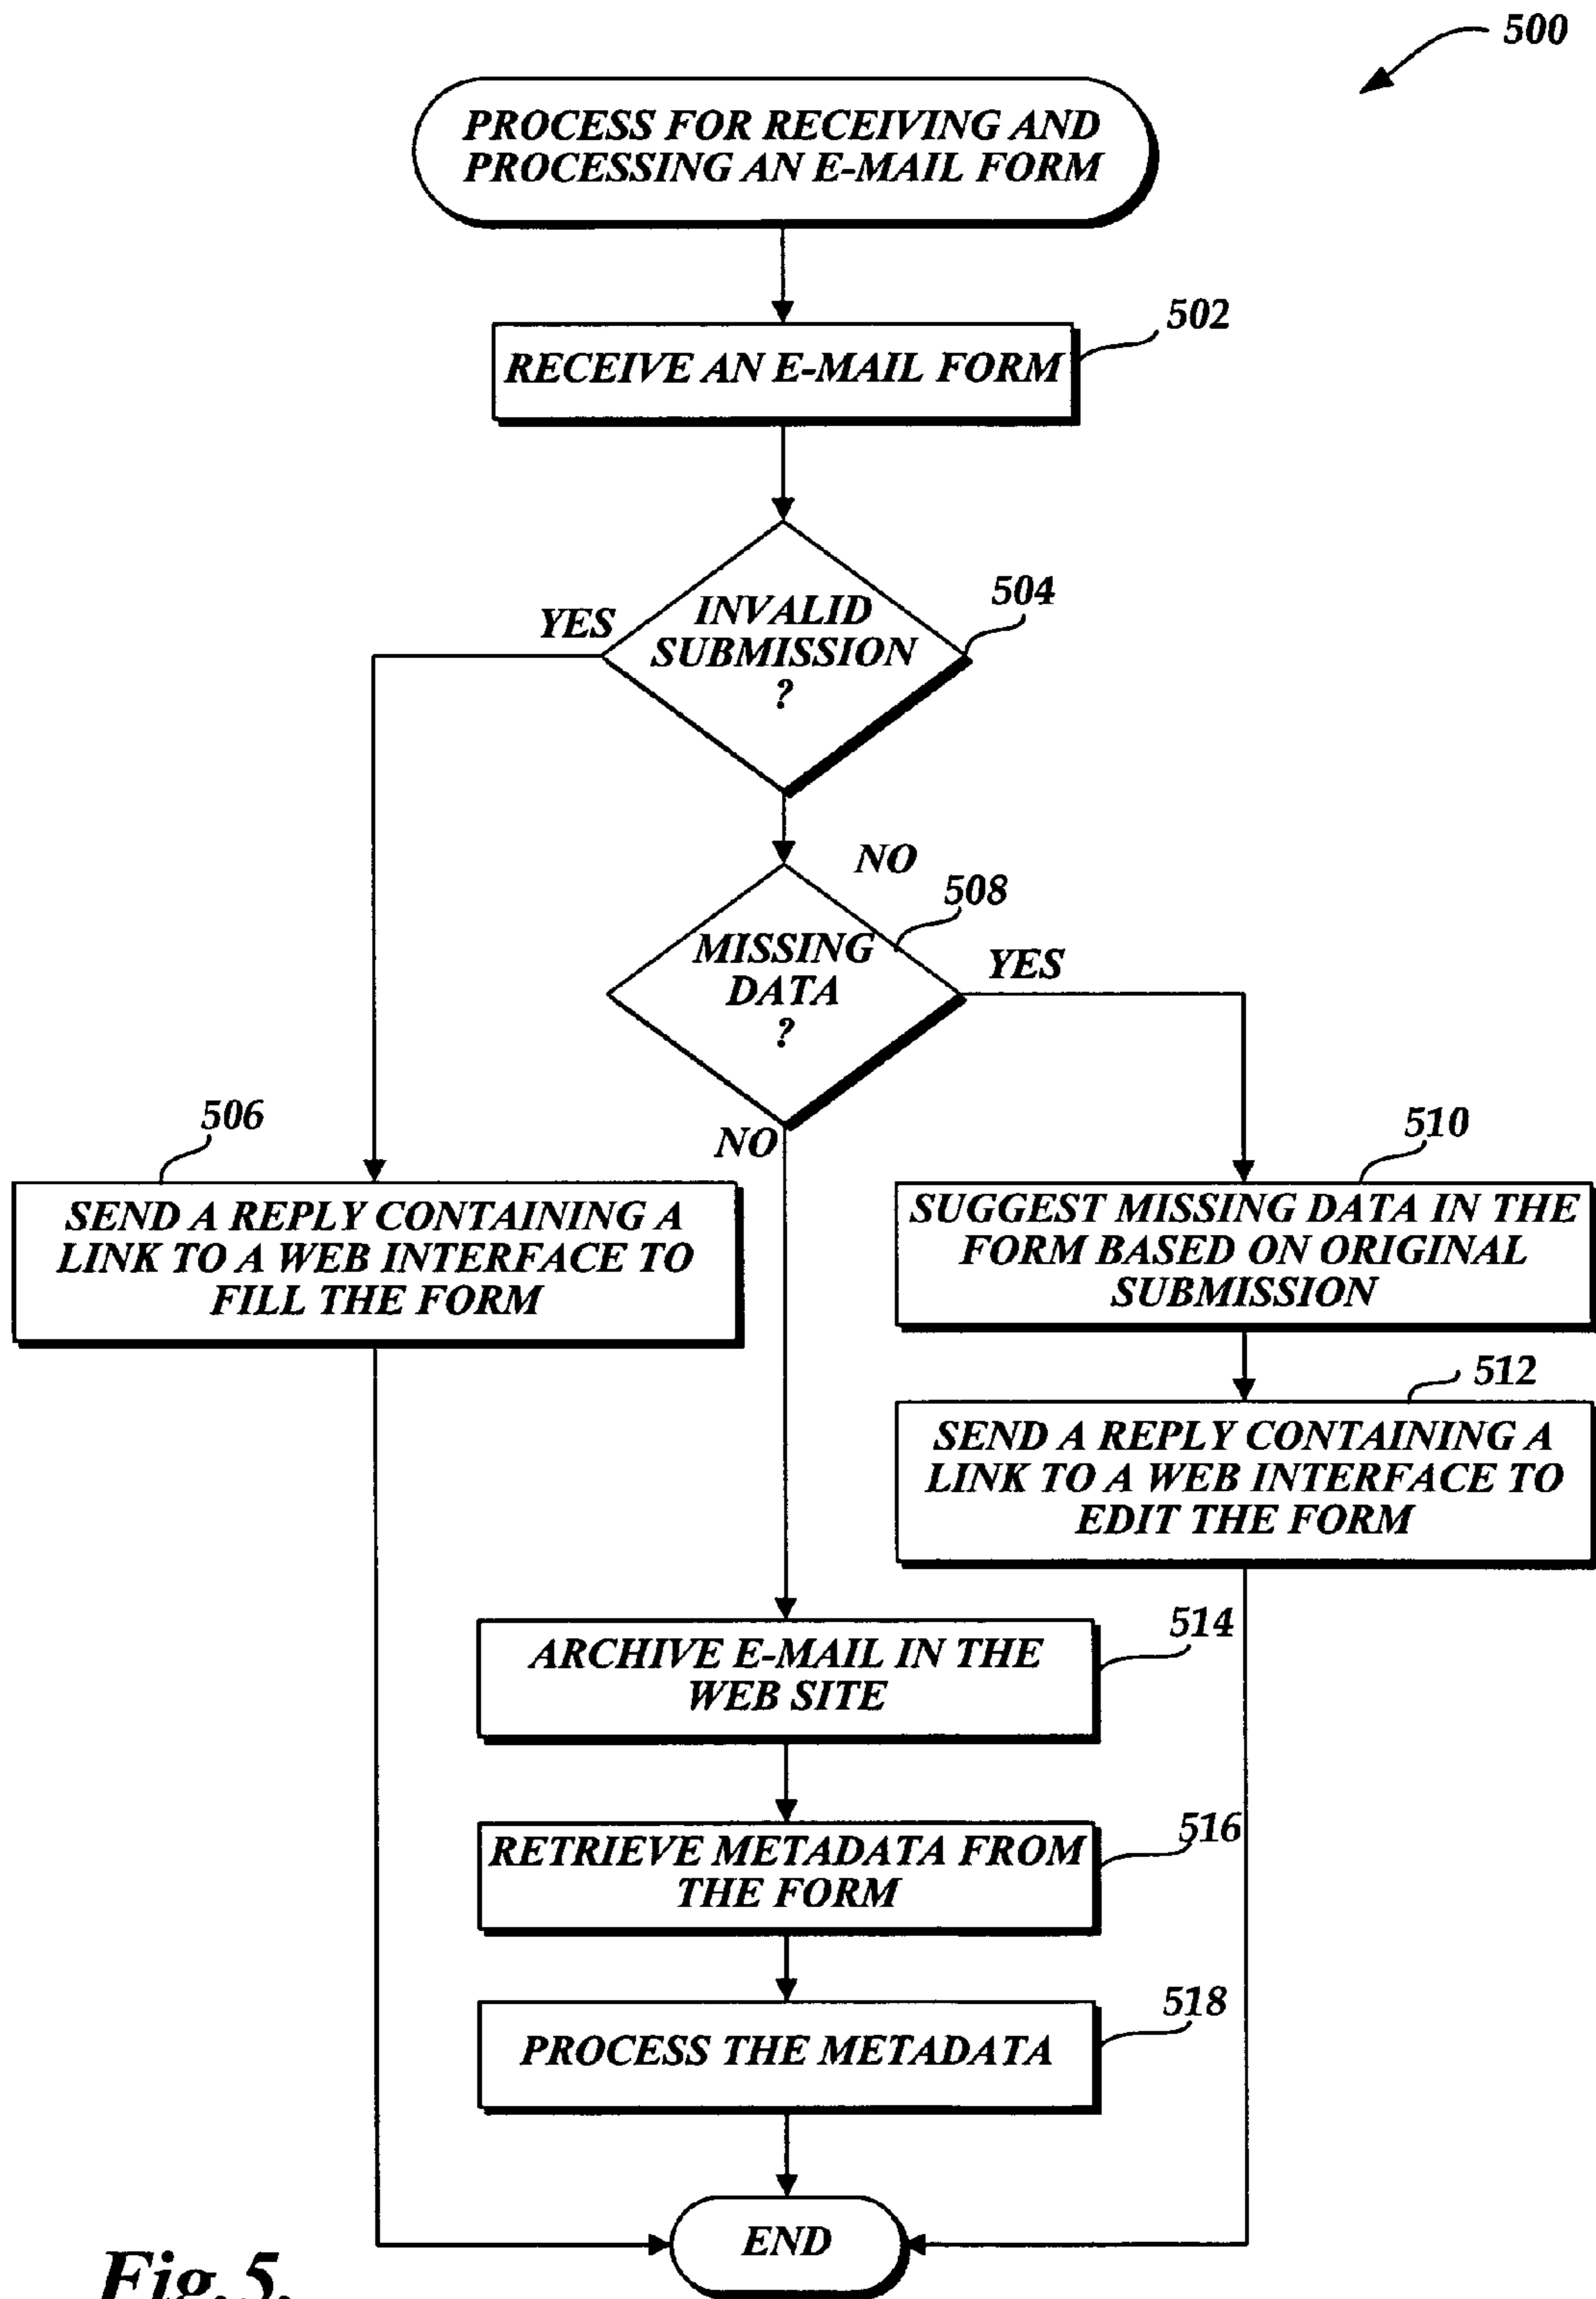 500
PROCESS FOR RECEIVING AND
PROCESSING AN E-MAIL FORM
502
RECEIVE AN E-MAIL FORM
504
YES
INVALID
SUBMISSION
?
NO
508
MISSING
DATA
?
YES
NO
506
SEND A REPLY CONTAINING A
LINK TO A WEB INTERFACE TO
FILL THE FORM
510
SUGGEST MISSING DATA IN THE
FORM BASED ON ORIGINAL
SUBMISSION
512
SEND A REPLY CONTAINING A
LINK TO A WEB INTERFACE TO
EDIT THE FORM
514
ARCHIVE E-MAIL IN THE
WEB SITE
516
RETRIEVE METADATA FROM
THE FORM
518
PROCESS THE METADATA
END
Fig.5.